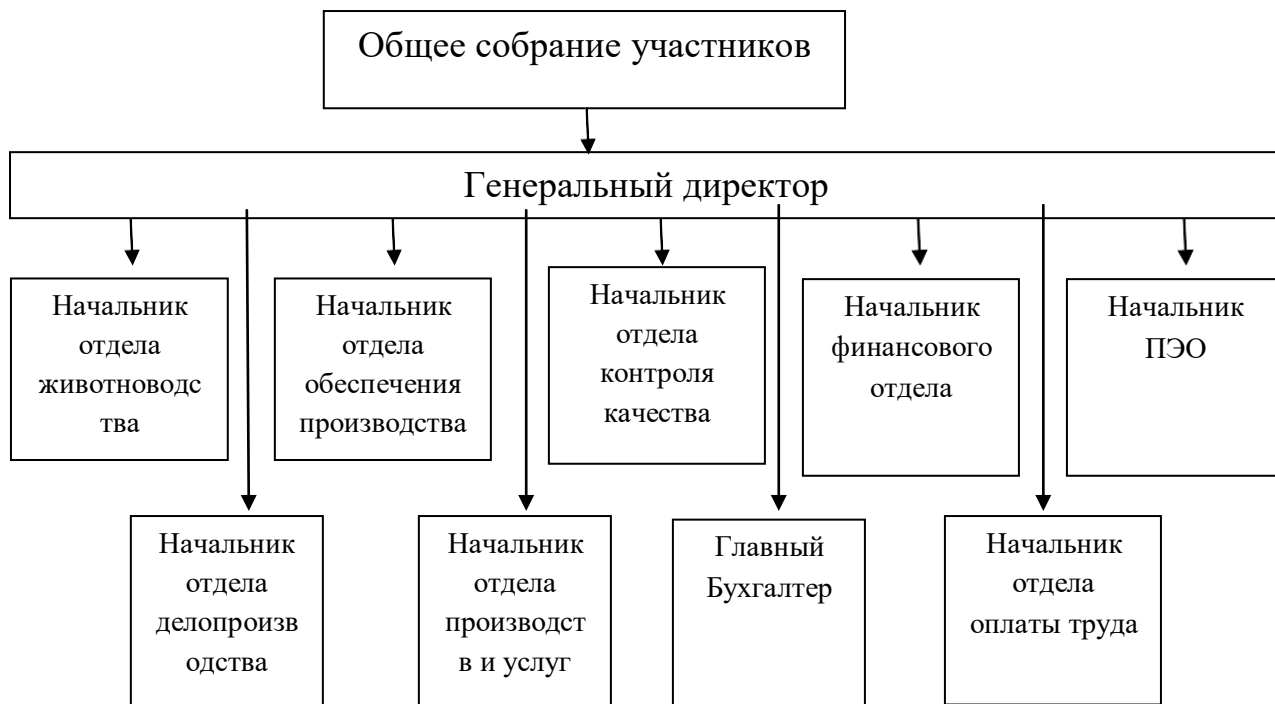 Общее собрание участников
Генеральный директор
Начальник
отдела
животноводс
тва
Начальник
отдела
обеспечения
производства
Начальник
отдела
контроля
качества
Начальник
финансового
отдела
Начальник
ПЭО
Начальник
отдела
делопроизв
одства
Начальник
отдела
производст
в и услуг
Главный
Бухгалтер
Начальник
отдела
оплаты труда